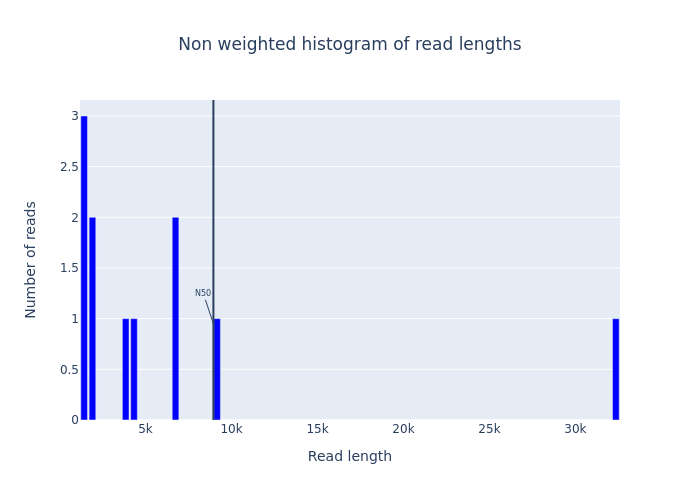 Non weighted histogram of read lengths
Number of reads
3
2.5
2
1.5
1
0.5
0
N50
5k
10k
15k
20k
25k
30k
Read length